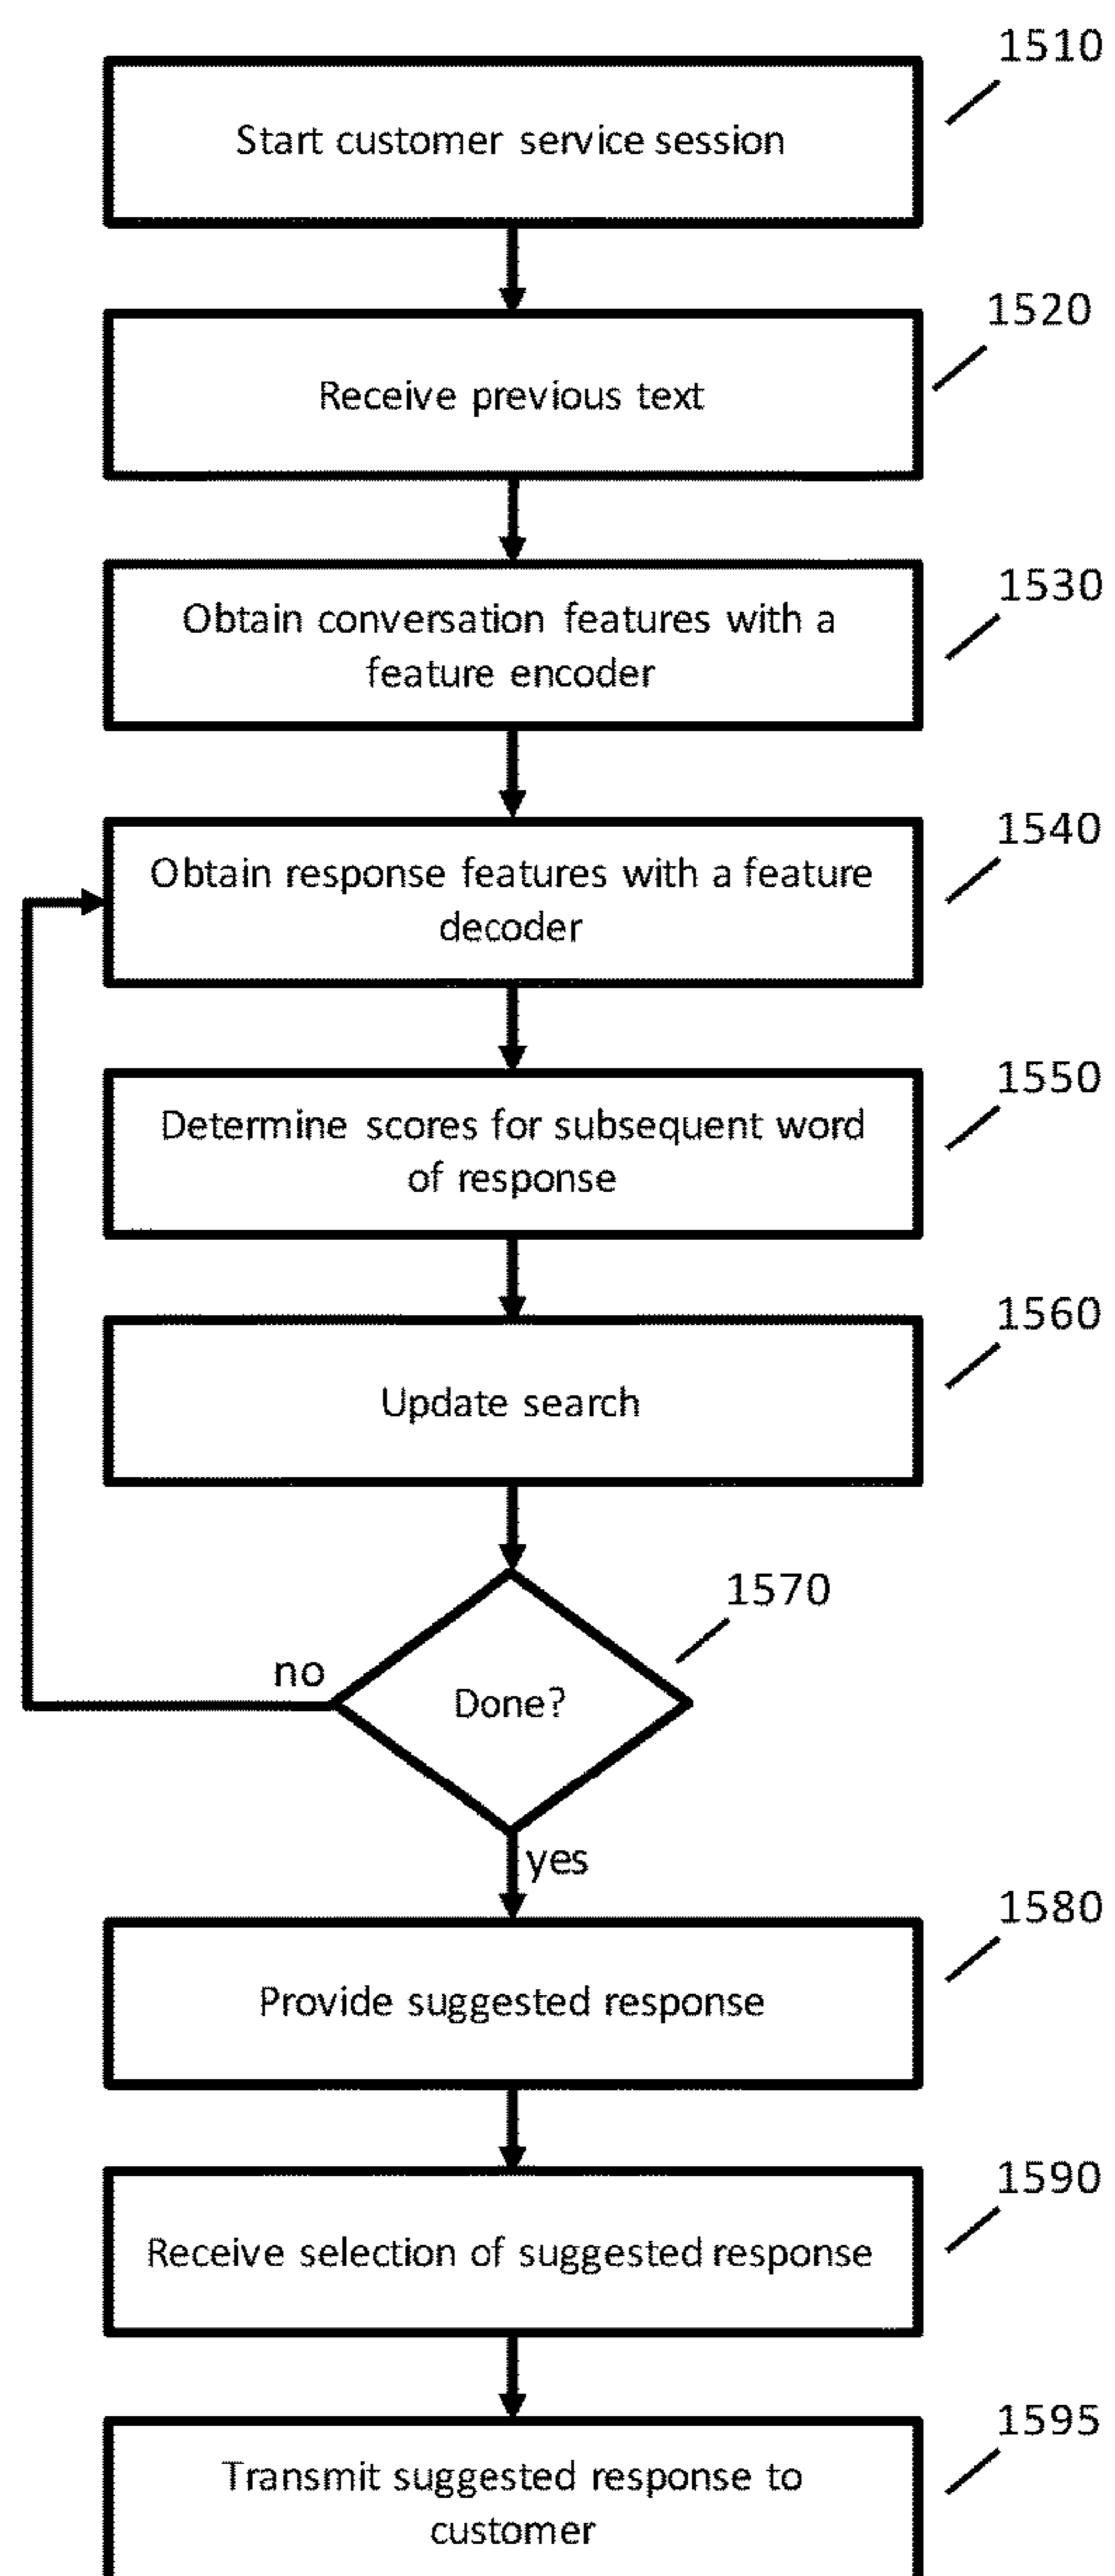 1510
Start customer service session
1520
Receive previous text
1530
Obtain conversation features with a
feature encoder
1540
Obtain response features with a feature
decoder
1550
Determine scores for subsequent word
of response
1560
Update search
1570
no
Done?
yes
1580
Provide suggested response
1590
Receive selection of suggested response
1595
Transmit suggested response to
customer